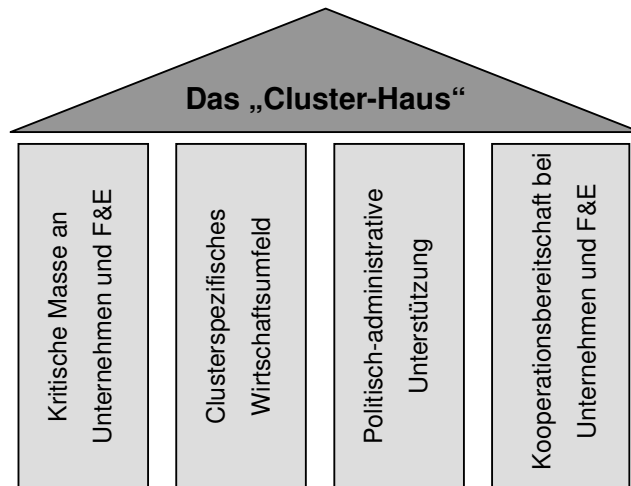 Das „Cluster-Haus“
Kritische Masse an
Unternehmen und F&E
Clusterspezifisches
Wirtschaftsumfeld
Politisch-administrative
Unterstützung
Kooperationsbereitschaft bei
Unternehmen und F&E